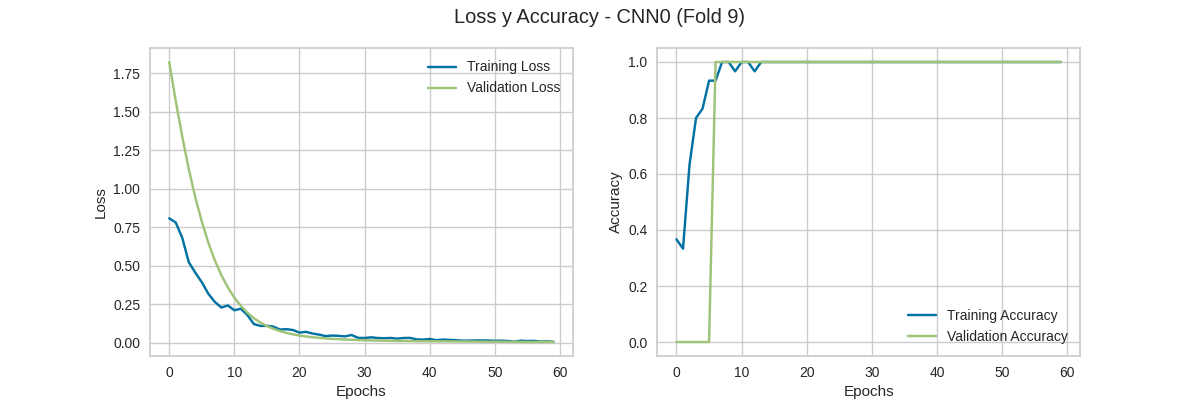 Loss y Accuracy - CNN0 (Fold 9)
Loss
1.75
1.50
1.25
1.00
0.75
0.50
0.25
0.00
0 10 20 30 40 50 60
Epochs
Training Loss
Validation Loss
Accuracy
1.0
0.8
0.6
0.4
0.2
0.0
0 10 20 30 40 50 60
Epochs
Training Accuracy
Validation Accuracy